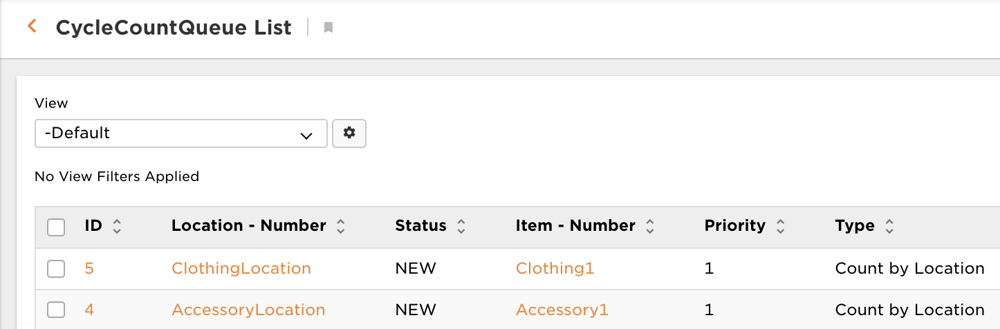 CycleCountQueue List
View
-Default
No View Filters Applied
ID Location - Number Status Item - Number Priority Type
5 ClothingLocation NEW Clothing1 1 Count by Location
4 AccessoryLocation NEW Accessory1 1 Count by Location